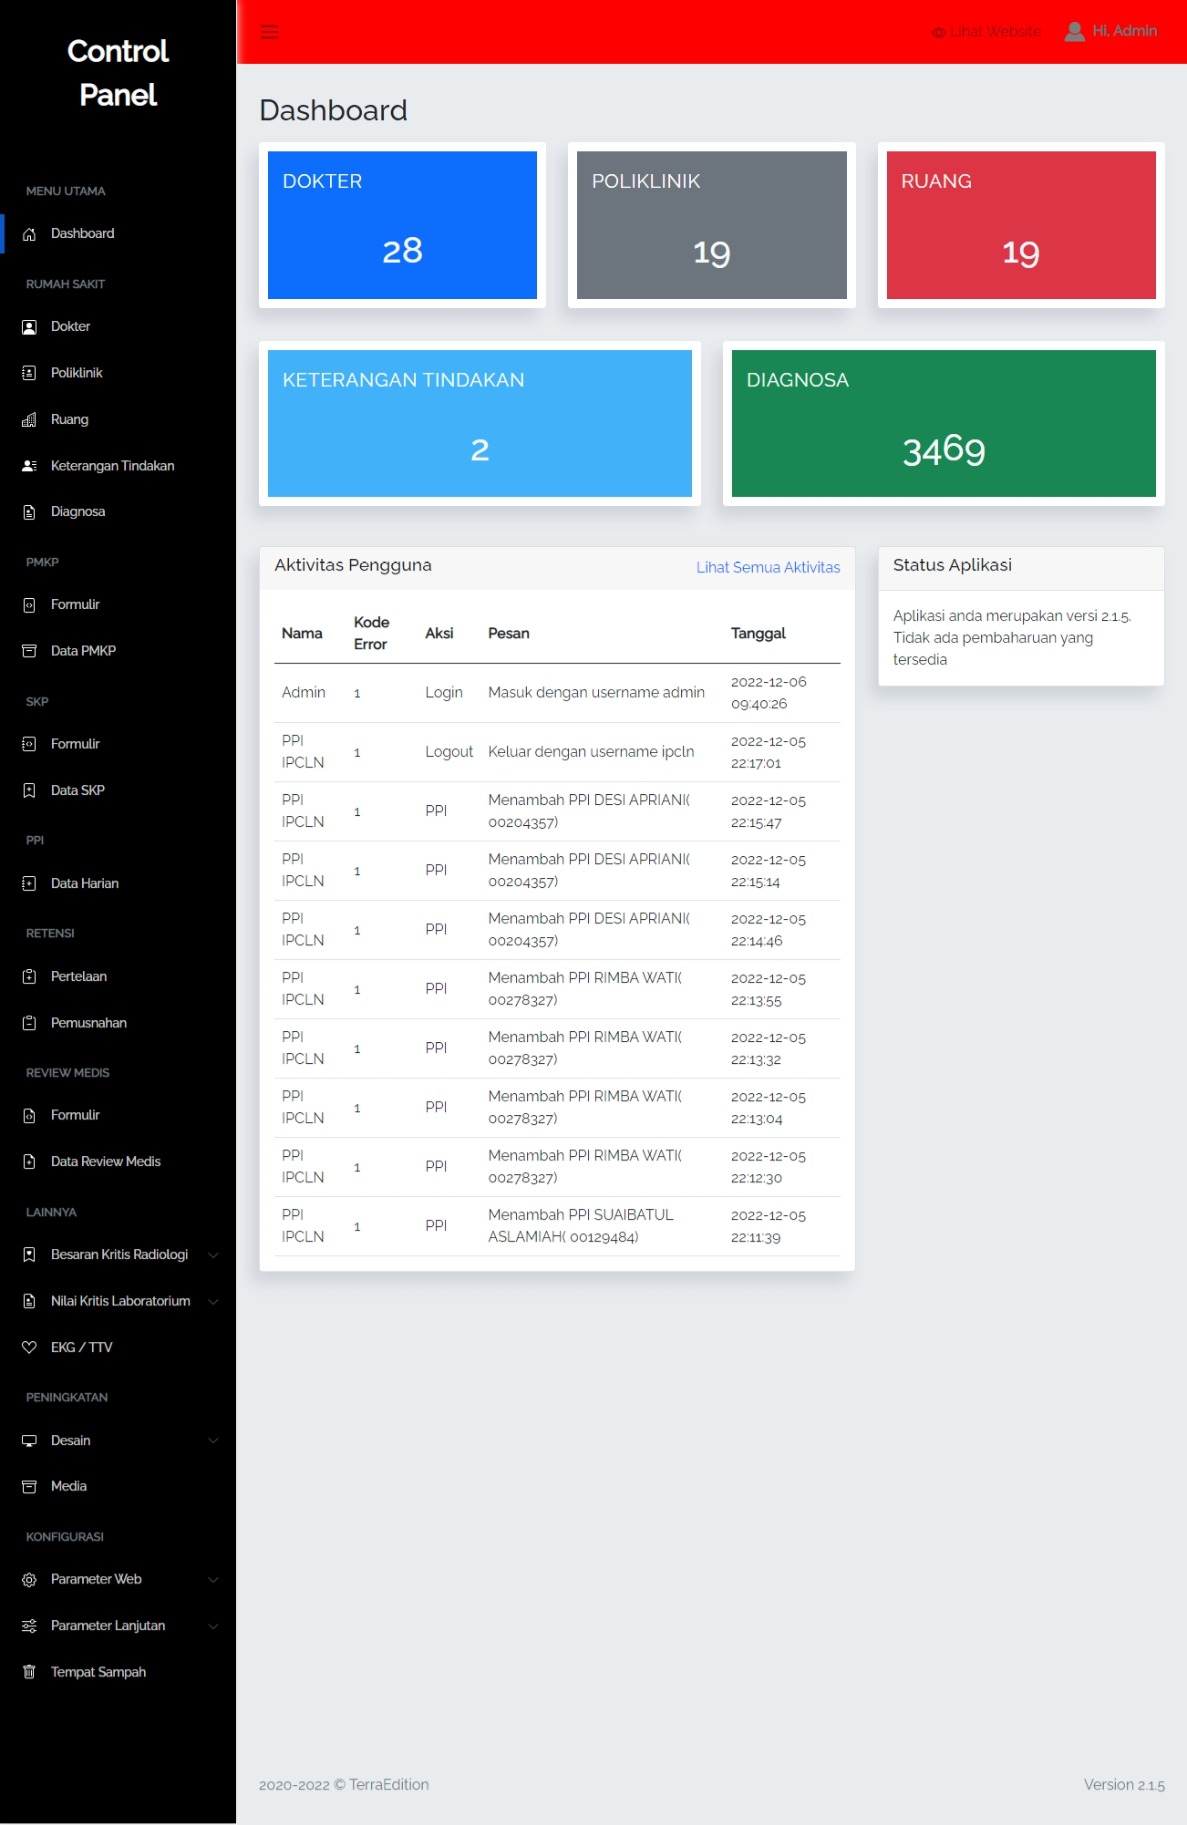 Control
Panel
MENU UTAMA
Dashboard
RUMAH SAKIT
Dokter
Poliklinik
Ruang
Keterangan Tindakan
Diagnosa
PMKP
Formulir
Data PMKP
SKP
Formulir
Data SKP
PPI
Data Harian
RETENSI
Pertelaan
Pemusnahan
REVIEW MEDIS
Formulir
Data Review Medis
LAINNYA
Besaran Kritis Radiologi
Nilai Kritis Laboratorium
EKG / TTV
PENINGKATAN
Desain
Media
KONFIGURASI
Parameter Web
Parameter Lanjutan
Tempat Sampah
Lihat Website
Hi, Admin
Dashboard
DOKTER
28
POLIKLINIK
19
RUANG
19
KETERANGAN TINDAKAN
2
DIAGNOSA
3469
Aktivitas Pengguna
Lihat Semua Aktivitas
Nama Kode Error Aksi Pesan Tanggal
Admin 1 Login Masuk dengan username admin 2022-12-06 09:40:26
PPI IPCLN 1 Logout Keluar dengan username ipcln 2022-12-05 22:17:01
PPI IPCLN 1 PPI Menambah PPI DESI APRIANI( 00204357) 2022-12-05 22:15:47
PPI IPCLN 1 PPI Menambah PPI DESI APRIANI( 00204357) 2022-12-05 22:15:14
PPI IPCLN 1 PPI Menambah PPI DESI APRIANI( 00204357) 2022-12-05 22:14:46
PPI IPCLN 1 PPI Menambah PPI RIMBA WATI( 00278327) 2022-12-05 22:13:55
PPI IPCLN 1 PPI Menambah PPI RIMBA WATI( 00278327) 2022-12-05 22:13:32
PPI IPCLN 1 PPI Menambah PPI RIMBA WATI( 00278327) 2022-12-05 22:13:04
PPI IPCLN 1 PPI Menambah PPI RIMBA WATI( 00278327) 2022-12-05 22:12:30
PPI IPCLN 1 PPI Menambah PPI SUAIBATUL ASLAMIAH( 00129484) 2022-12-05 22:11:39
Status Aplikasi
Aplikasi anda merupakan versi 2.1.5.
Tidak ada pembaharuan yang
tersedia
2020-2022 © TerraEdition
Version 2.1.5